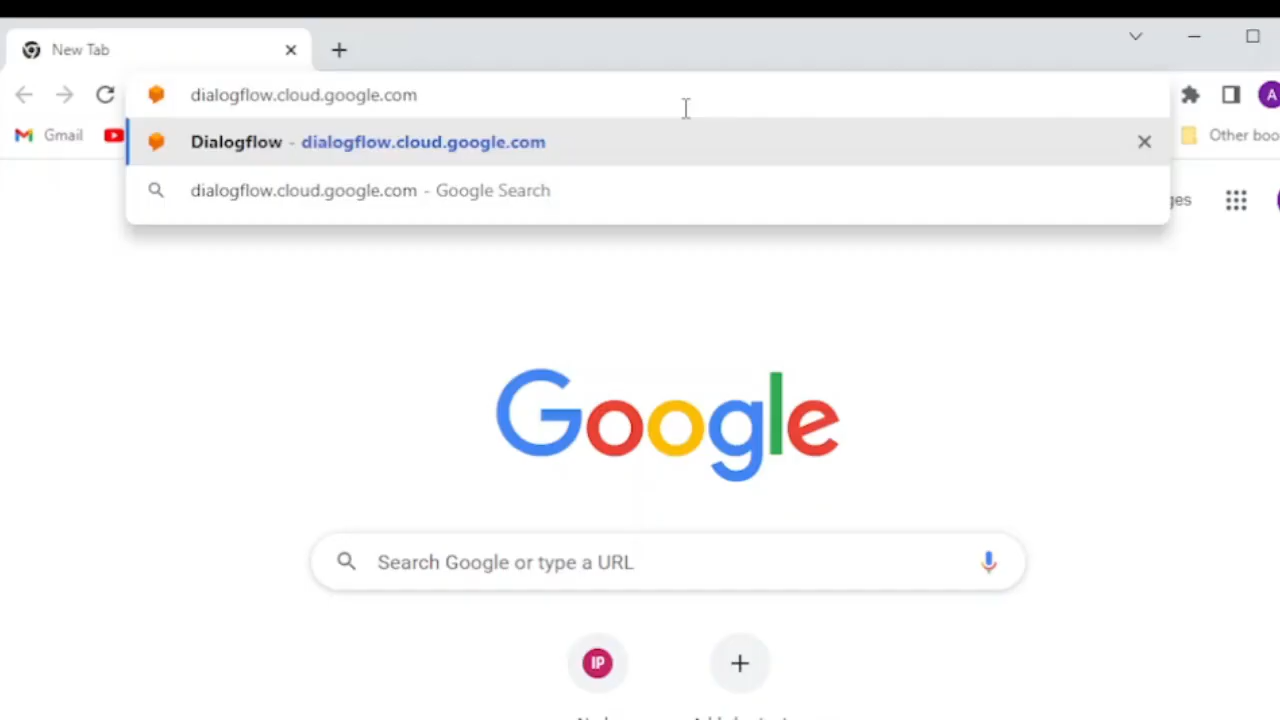 New Tab
dialogflow.cloud.google.com
A
Dialogflow - dialogflow.cloud.google.com
Gmail
Other boo
dialogflow.cloud.google.com - Google Search
ges
Google
Search Google or type a URL
IP